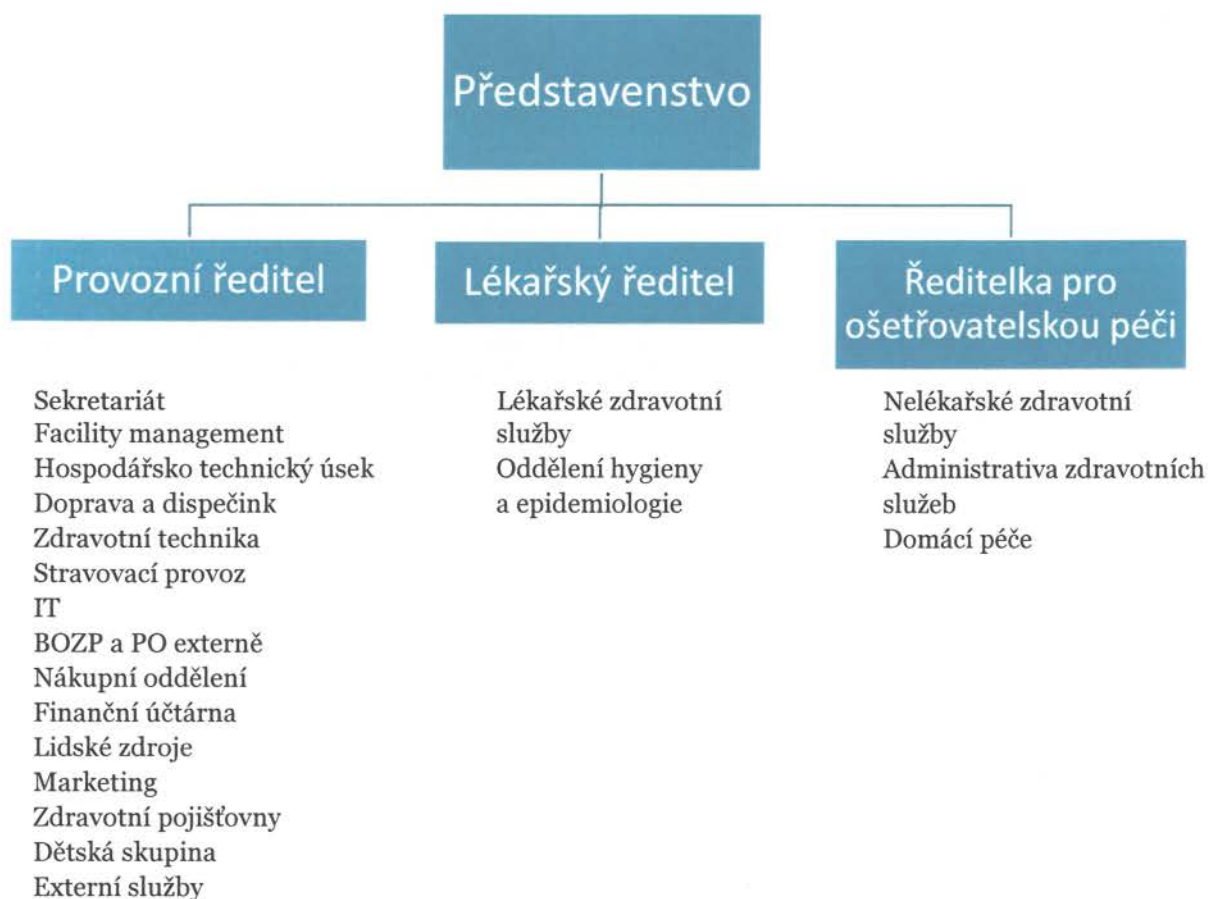 Představenstvo
Provozní ředitel
Lékařský ředitel
Ředitelka pro
ošetřovatelskou péči
Sekretariát
Facility management
Hospodářsko technický úsek
Doprava a dispečink
Zdravotní technika
Stravovací provoz
IT
BOZP a PO externě
Nákupní oddělení
Finanční účtárna
Lidské zdroje
Marketing
Zdravotní pojišťovny
Dětská skupina
Externí služby
Lékařské zdravotní
služby
Oddělení hygieny
a epidemiologie
Nelékařské zdravotní
služby
Administrativa zdravotních
služeb
Domácí péče